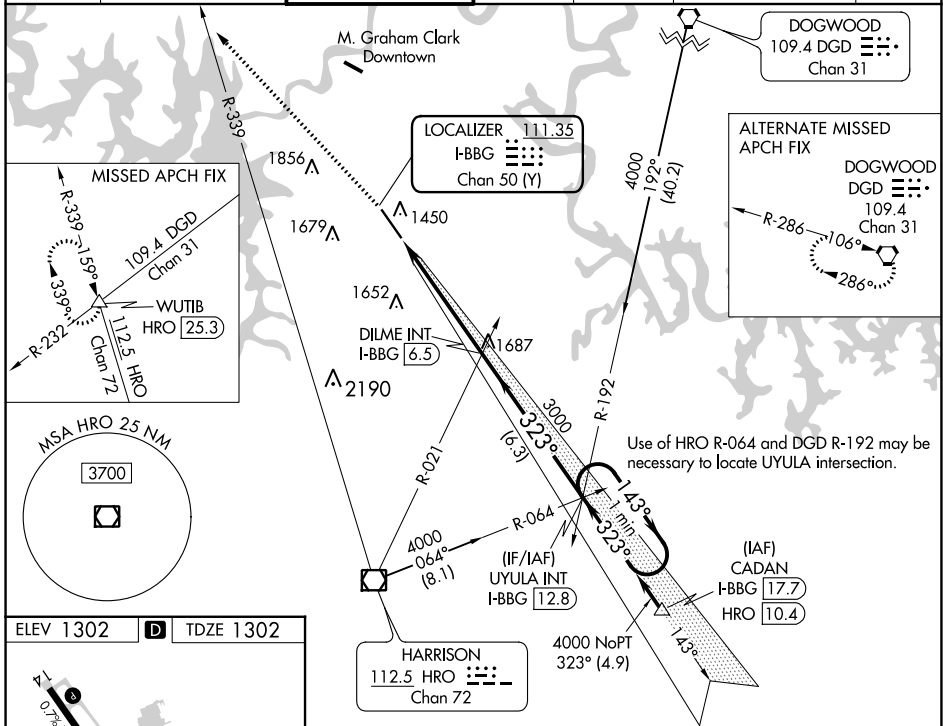 M. Graham Clark
Downtown
DOGWOOD
109.4 DGD
Chan 31
R-339
LOCALIZER 111.35
I-BBG
Chan 50 (Y)
4000
192°
(40.2)
ALTERNATE MISSED
APCH FIX
DOGWOOD
DGD
109.4
Chan 31
R-286
106°
286°
MISSED APCH FIX
R-339
159°
339°
109.4 DGD
Chan 31
WUTIB
HRO 25.3
R-232
112.5 HRO
Chan 72
1856
1450
1679
1652
DILME INT
I-BBG 6.5
1687
2190
R-192
3000
323°
(6.3)
R-021
Use of HRO R-064 and DGD R-192 may be
necessary to locate UYULA intersection.
MSA HRO 25 NM
3700
143°
1 min
323°
R-064
4000
064°
(8.1)
(IF/IAF)
UYULA INT
I-BBG 12.8
(IAF)
CADAN
I-BBG 17.7
HRO 10.4
4000 NoPT
323° (4.9)
143°
HARRISON
112.5 HRO
Chan 72
ELEV 1302
D
TDZE 1302
14
P
0.7%